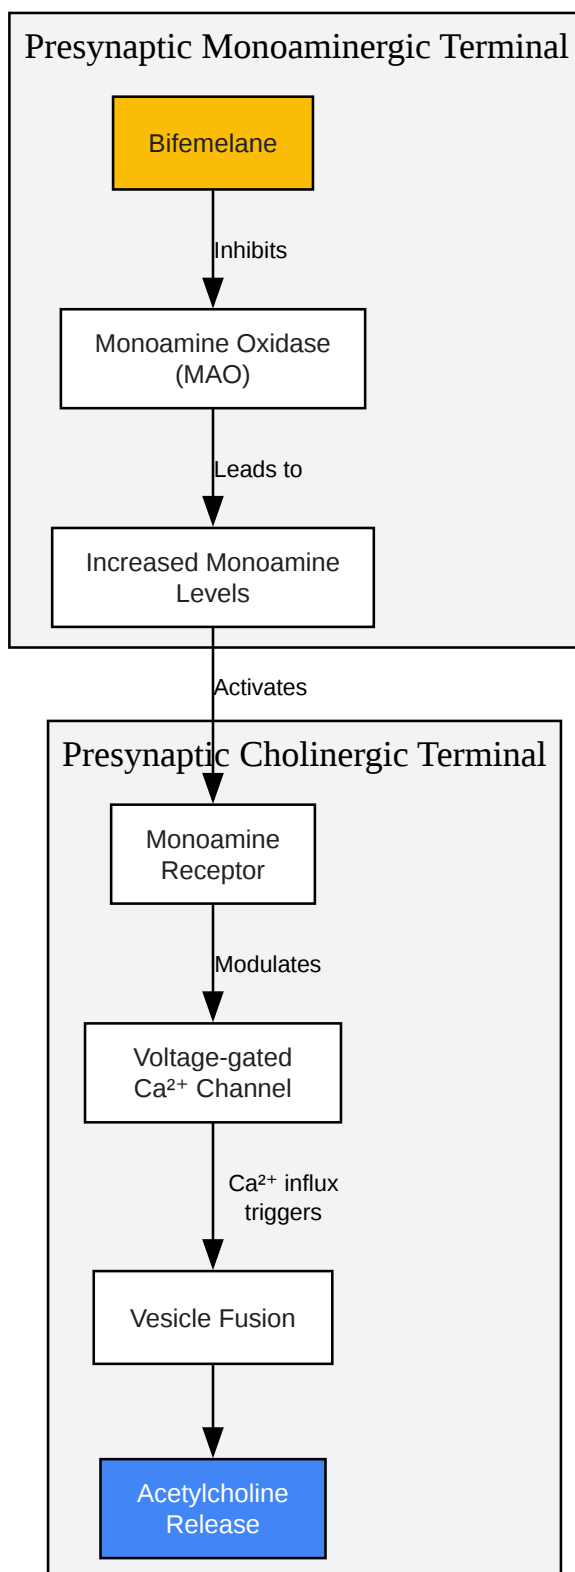 Presynaptic Monoaminergic Terminal
Bifemelane
Inhibits
Monoamine Oxidase
(MAO)
Leads to
Increased Monoamine
Levels
Activates
Presynaptic Cholinergic Terminal
Monoamine
Receptor
Modulates
Voltage-gated
Ca²⁺ Channel
Ca²⁺ influx
triggers
Vesicle Fusion
Acetylcholine
Release